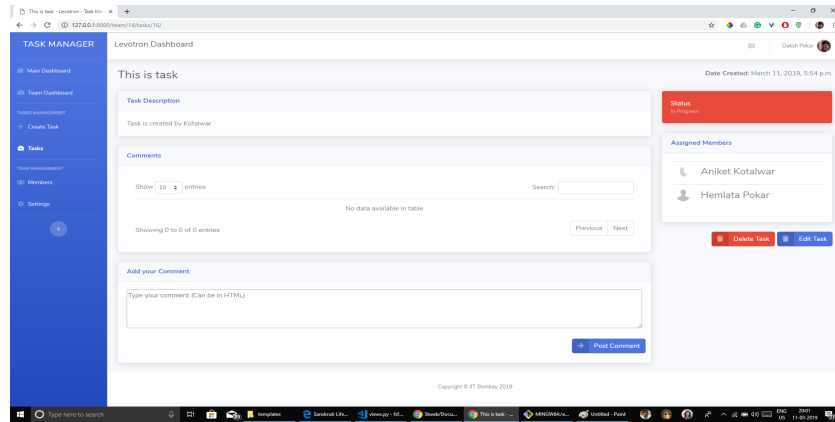 This is task - Levotron - Task Ma
127.0.0.1:8000/team/14/tasks/16/
TASK MANAGER
Levotron Dashboard
Daksh Pokar
Main Dashboard
Team Dashboard
TASKS MANAGEMENT
Create Task
Tasks
TEAM MANAGEMENT
Members
Settings
This is task
Date Created: March 11, 2019, 5:54 p.m.
Task Description
Task is created by Kotalwar
Status
In Progress
Assigned Members
Aniket Kotalwar
Hemlata Pokar
Delete Task
Edit Task
Comments
Show 10 entries
Search:
No data available in table
Showing 0 to 0 of 0 entries
Previous Next
Add your Comment
Type your comment (Can be in HTML)
Post Comment
Copyright © IIT Bombay 2019
Type here to search
templates
Sanskruti Life...
views.py - txf...
Stweb/Docu...
This is task - ...
MINGW64:/e...
Untitled - Paint
ENG
US
20:01
11-03-2019